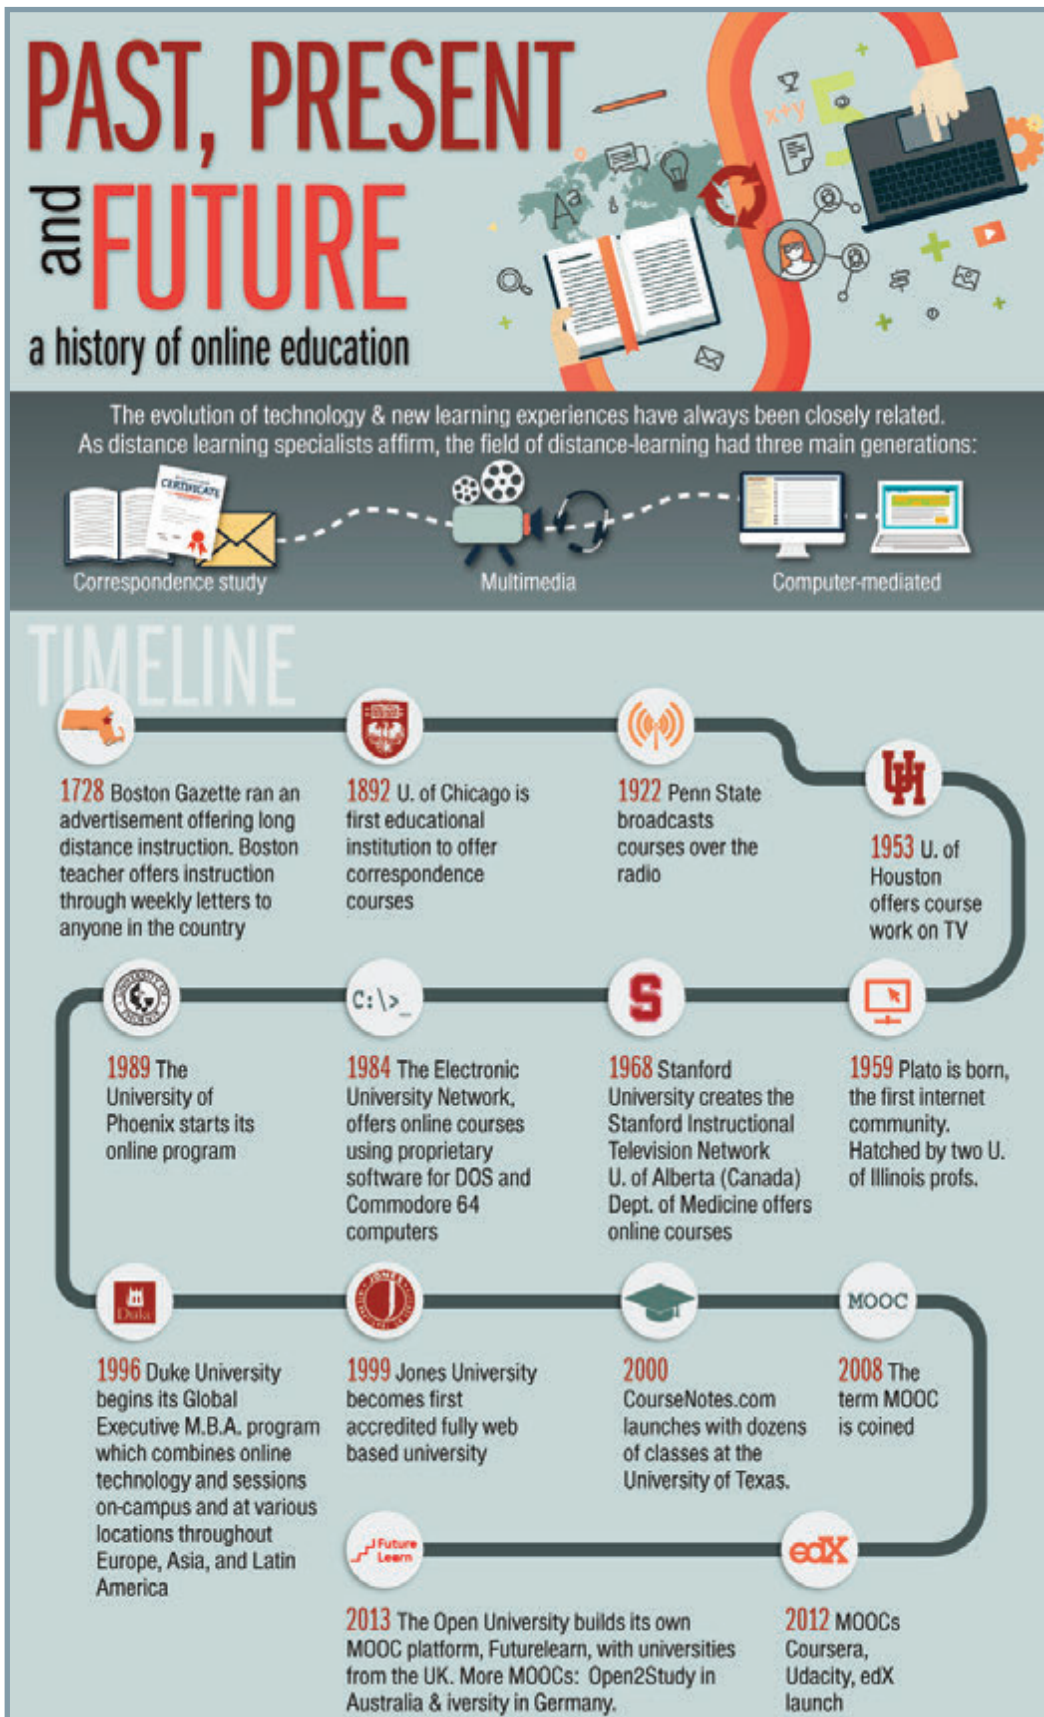 PAST, PRESENT
and FUTURE
a history of online education
Aa
x+y
The evolution of technology & new learning experiences have always been closely related.
As distance learning specialists affirm, the field of distance-learning had three main generations:
CERTIFICATE
Correspondence study
Multimedia
Computer-mediated
TIMELINE
1728 Boston Gazette ran an
advertisement offering long
distance instruction. Boston
teacher offers instruction
through weekly letters to
anyone in the country
1892 U. of Chicago is
first educational
institution to offer
correspondence
courses
1922 Penn State
broadcasts
courses over the
radio
UH
1953 U. of
Houston
offers course
work on TV
1959 Plato is born,
the first internet
community.
Hatched by two U.
of Illinois profs.
S
1968 Stanford
University creates the
Stanford Instructional
Television Network
U. of Alberta (Canada)
Dept. of Medicine offers
online courses
C:\>_
1984 The Electronic
University Network,
offers online courses
using proprietary
software for DOS and
Commodore 64
computers
UNIVERSITY OF
PHOENIX
1989 The
University of
Phoenix starts its
online program
Duke
1996 Duke University
begins its Global
Executive M.B.A. program
which combines online
technology and sessions
on-campus and at various
locations throughout
Europe, Asia, and Latin
America
JONES
1999 Jones University
becomes first
accredited fully web
based university
2000
CourseNotes.com
launches with dozens
of classes at the
University of Texas.
MOOC
2008 The
term MOOC
is coined
edX
2012 MOOCs
Coursera,
Udacity, edX
launch
Future
Learn
2013 The Open University builds its own
MOOC platform, Futurelearn, with universities
from the UK. More MOOCs: Open2Study in
Australia & iversity in Germany.